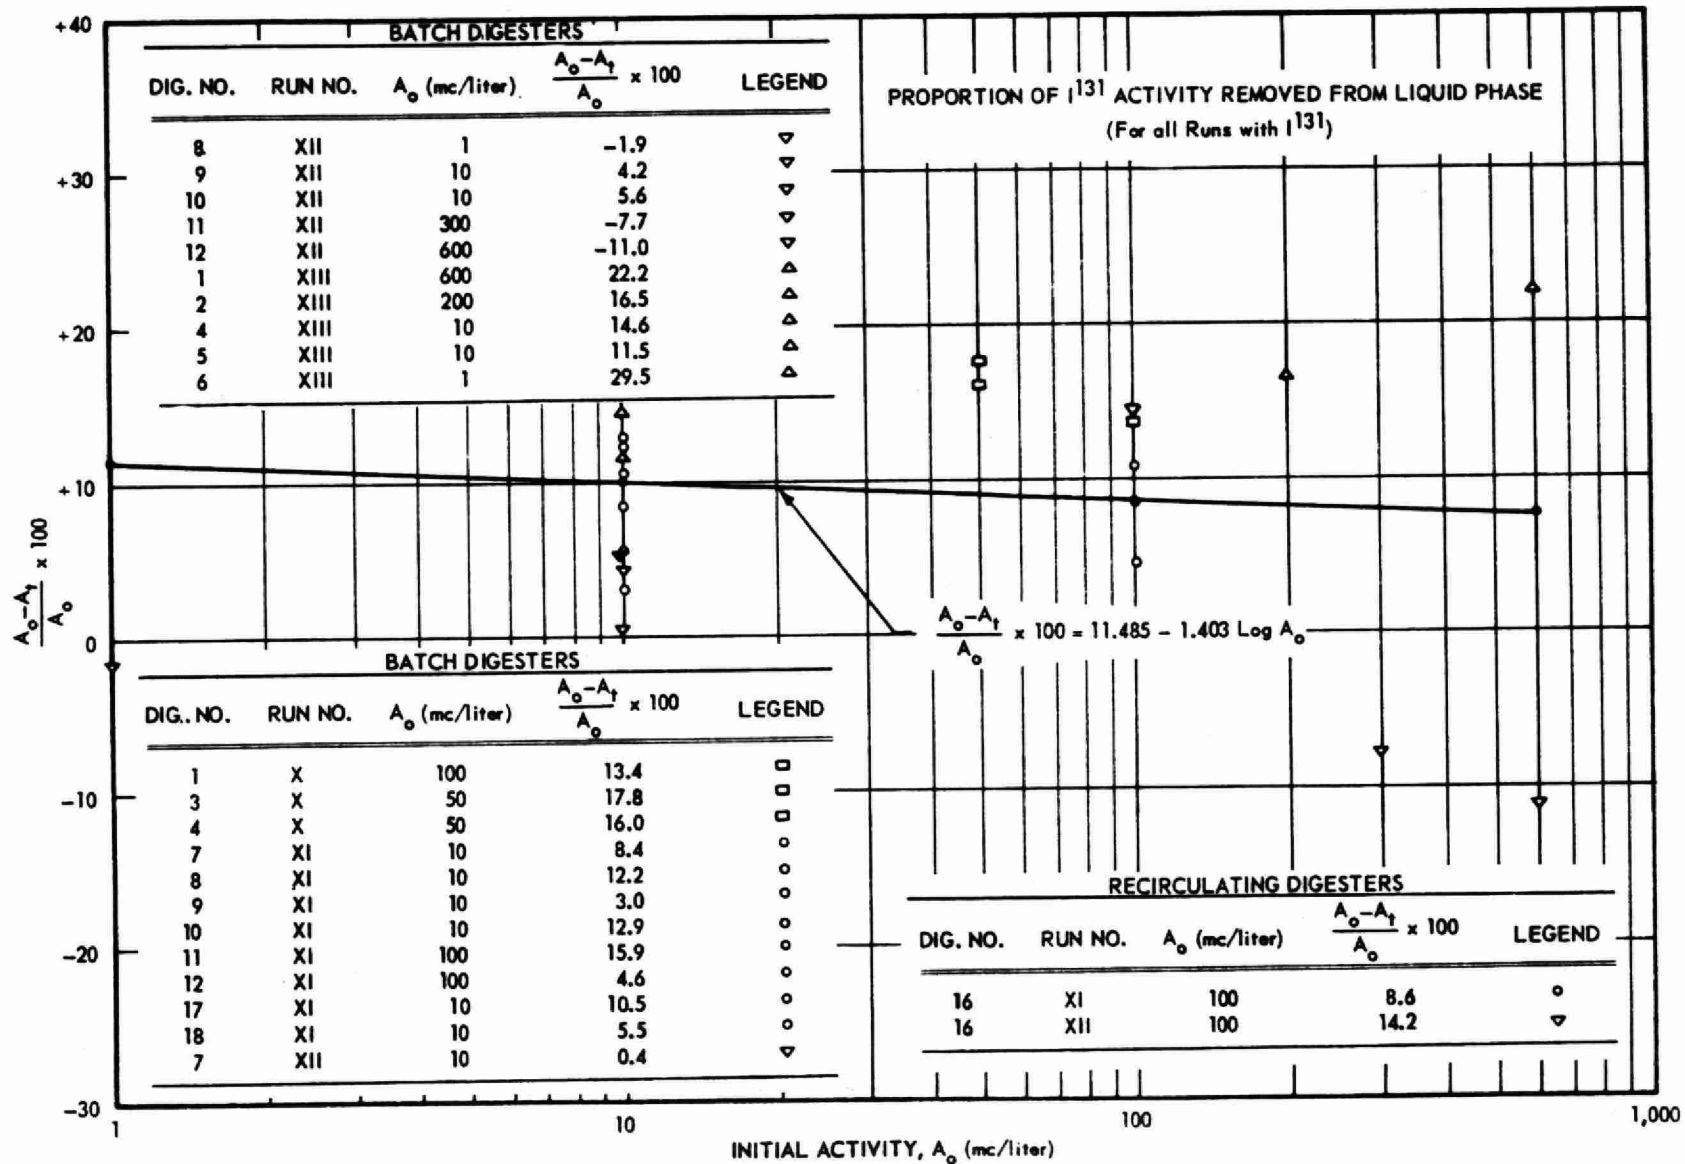 +40
BATCH DIGESTERS
DIG. NO. RUN NO. A₀ (mc/liter) (A₀–Aₜ)/A₀ x 100 LEGEND
8 XII 1 –1.9 ▽
9 XII 10 4.2 ▽
10 XII 10 5.6 ▽
11 XII 300 –7.7 ▽
12 XII 600 –11.0 ▽
1 XIII 600 22.2 △
2 XIII 200 16.5 △
4 XIII 10 14.6 △
5 XIII 10 11.5 △
6 XIII 1 29.5 △
PROPORTION OF I¹³¹ ACTIVITY REMOVED FROM LIQUID PHASE
(For all Runs with I¹³¹)
+30
+20
+10
0
–10
–20
–30
(A₀–Aₜ)/A₀ x 100
(A₀–Aₜ)/A₀ x 100 = 11.485 – 1.403 Log A₀
BATCH DIGESTERS
DIG.. NO. RUN NO. A₀ (mc/liter) (A₀–Aₜ)/A₀ x 100 LEGEND
1 X 100 13.4 □
3 X 50 17.8 □
4 X 50 16.0 □
7 XI 10 8.4 ○
8 XI 10 12.2 ○
9 XI 10 3.0 ○
10 XI 10 12.9 ○
11 XI 100 15.9 ○
12 XI 100 4.6 ○
17 XI 10 10.5 ○
18 XI 10 5.5 ○
7 XII 10 0.4 ▽
RECIRCULATING DIGESTERS
DIG. NO. RUN NO. A₀ (mc/liter) (A₀–Aₜ)/A₀ x 100 LEGEND
16 XI 100 8.6 ○
16 XII 100 14.2 ▽
1 10 100 1,000
INITIAL ACTIVITY, A₀ (mc/liter)